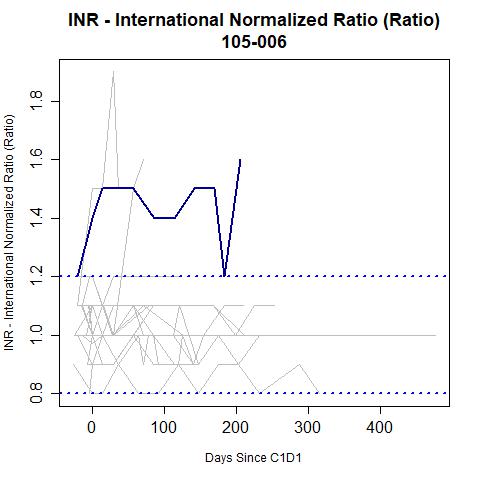 INR - International Normalized Ratio (Ratio)
105-006
INR - International Normalized Ratio (Ratio)
1.8
1.6
1.4
1.2
1.0
0.8
0 100 200 300 400
Days Since C1D1